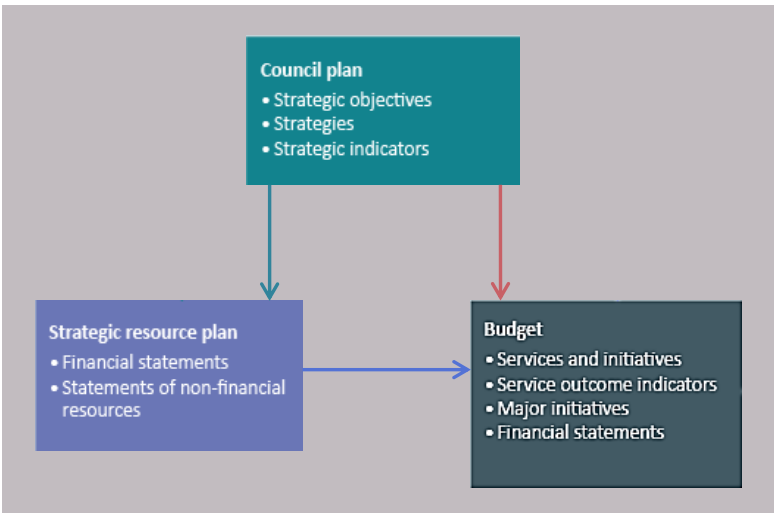 Council plan
• Strategic objectives
• Strategies
• Strategic indicators
Strategic resource plan
• Financial statements
• Statements of non-financial
resources
Budget
• Services and initiatives
• Service outcome indicators
• Major initiatives
• Financial statements